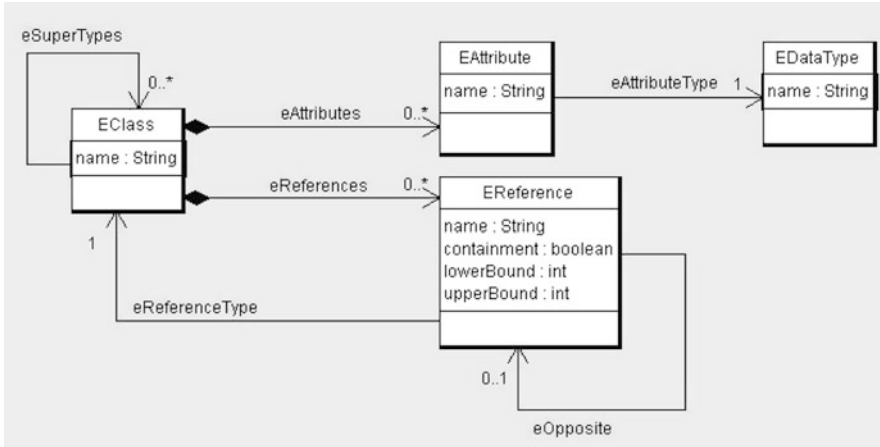 eSuperTypes
0..*
EClass
name : String
eAttributes
0..*
EAttribute
name : String
eAttributeType
1
EDataType
name : String
eReferences
0..*
EReference
name : String
containment : boolean
lowerBound : int
upperBound : int
1
eReferenceType
0..1
eOpposite